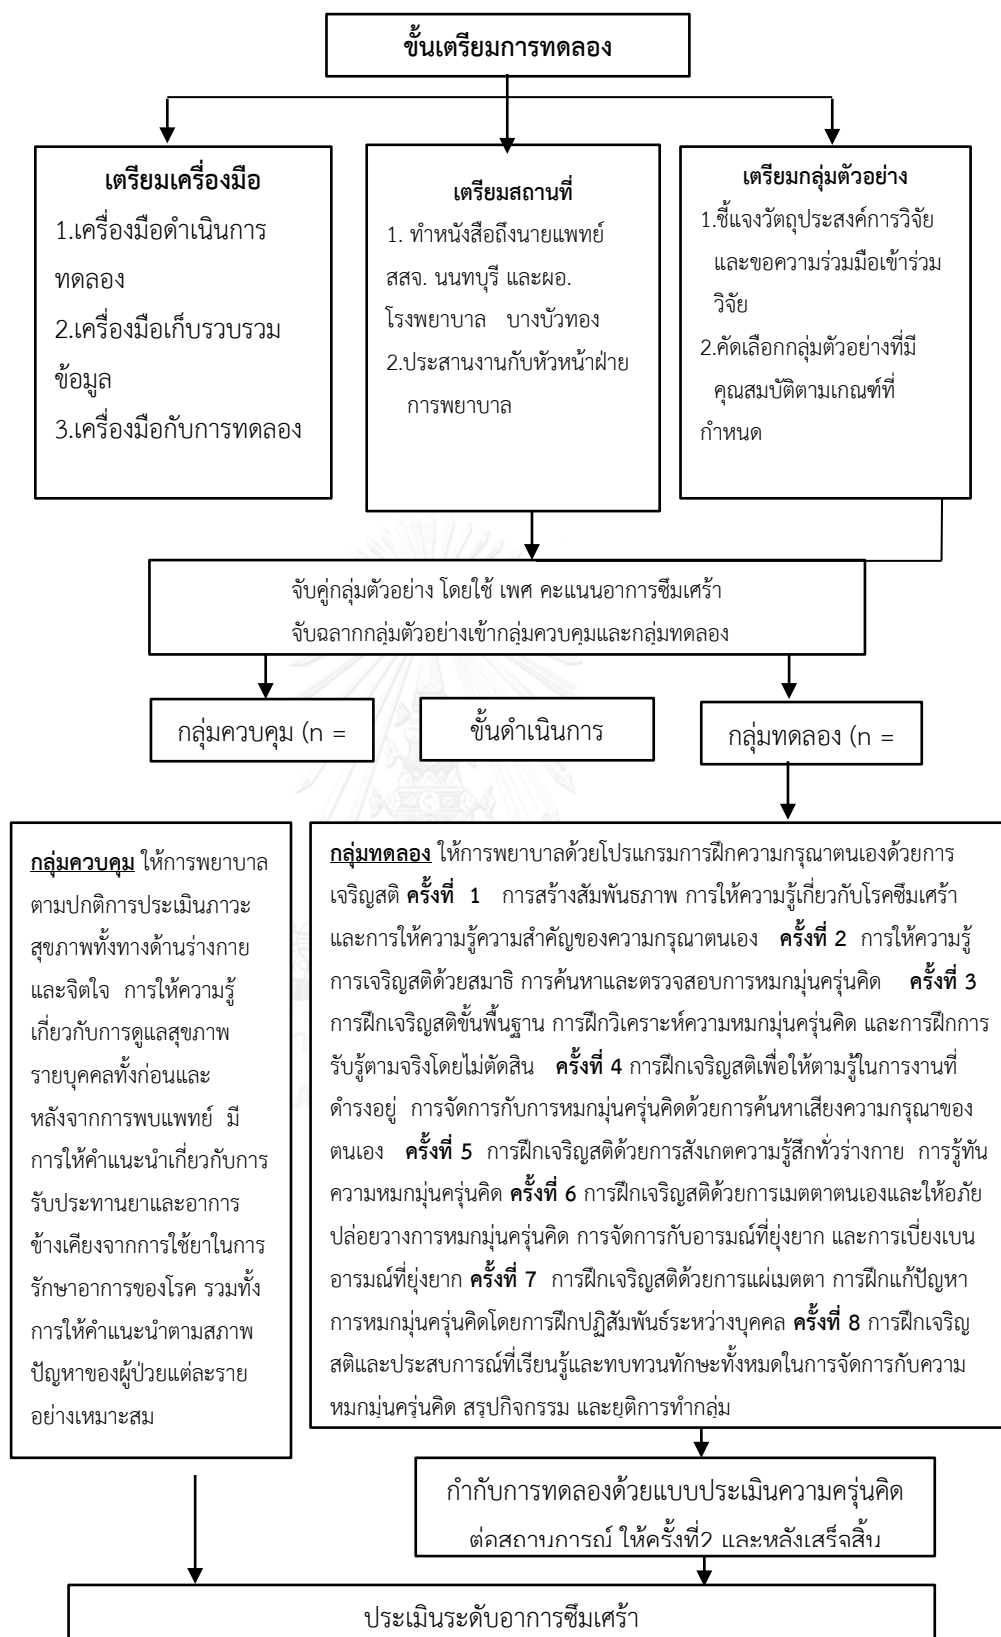 ขั้นเตรียมการทดลอง
เตรียมเครื่องมือ
1.เครื่องมือดำเนินการ
ทดลอง
2.เครื่องมือเก็บรวบรวม
ข้อมูล
3.เครื่องมือกับการทดลอง
เตรียมสถานที่
1. ทำหนังสือถึงนายแพทย์
สสจ. นนทบุรี และผอ.
โรงพยาบาล บางบัวทอง
2.ประสานงานกับหัวหน้าฝ่าย
การพยาบาล
เตรียมกลุ่มตัวอย่าง
1.ชี้แจงวัตถุประสงค์การวิจัย
และขอความร่วมมือเข้าร่วม
วิจัย
2.คัดเลือกกลุ่มตัวอย่างที่มี
คุณสมบัติตามเกณฑ์ที่
กำหนด
จับคู่กลุ่มตัวอย่าง โดยใช้ เพศ คะแนนอาการซึมเศร้า
จับฉลากกลุ่มตัวอย่างเข้ากลุ่มควบคุมและกลุ่มทดลอง
กลุ่มควบคุม (n =
ขั้นดำเนินการ
กลุ่มทดลอง (n =
กลุ่มควบคุม ให้การพยาบาล
ตามปกติการประเมินภาวะ
สุขภาพทั้งทางด้านร่างกาย
และจิตใจ การให้ความรู้
เกี่ยวกับการดูแลสุขภาพ
รายบุคคลทั้งก่อนและ
หลังจากการพบแพทย์ มี
การให้คำแนะนำเกี่ยวกับการ
รับประทานยาและอาการ
ข้างเคียงจากการใช้ยาในการ
รักษาอาการของโรค รวมทั้ง
การให้คำแนะนำตามสภาพ
ปัญหาของผู้ป่วยแต่ละราย
อย่างเหมาะสม
กลุ่มทดลอง ให้การพยาบาลด้วยโปรแกรมการฝึกความกรุณาตนเองด้วยการ
เจริญสติ ครั้งที่ 1 การสร้างสัมพันธภาพ การให้ความรู้เกี่ยวกับโรคซึมเศร้า
และการให้ความรู้ความสำคัญของความกรุณาตนเอง ครั้งที่ 2 การให้ความรู้
การเจริญสติด้วยสมาธิ การค้นหาและตรวจสอบการหมกมุ่นครุ่นคิด ครั้งที่ 3
การฝึกเจริญสติขั้นพื้นฐาน การฝึกวิเคราะห์ความหมกมุ่นครุ่นคิด และการฝึกการ
รับรู้ตามจริงโดยไม่ตัดสิน ครั้งที่ 4 การฝึกเจริญสติเพื่อให้ตามรู้ในการงานที่
ดำรงอยู่ การจัดการกับการหมกมุ่นครุ่นคิดด้วยการค้นหาเสียงความกรุณาของ
ตนเอง ครั้งที่ 5 การฝึกเจริญสติด้วยการสังเกตความรู้สึกทั่วร่างกาย การรู้ทัน
ความหมกมุ่นครุ่นคิด ครั้งที่ 6 การฝึกเจริญสติด้วยการเมตตาตนเองและให้อภัย
ปล่อยวางการหมกมุ่นครุ่นคิด การจัดการกับอารมณ์ที่ยุ่งยาก และการเบี่ยงเบน
อารมณ์ที่ยุ่งยาก ครั้งที่ 7 การฝึกเจริญสติด้วยการแผ่เมตตา การฝึกแก้ปัญหา
การหมกมุ่นครุ่นคิดโดยการฝึกปฏิสัมพันธ์ระหว่างบุคคล ครั้งที่ 8 การฝึกเจริญ
สติและประสบการณ์ที่เรียนรู้และทบทวนทักษะทั้งหมดในการจัดการกับความ
หมกมุ่นครุ่นคิด สรุปกิจกรรม และยุติการทำกลุ่ม
กำกับการทดลองด้วยแบบประเมินความครุ่นคิด
ต่อสถานการณ์ ให้ครั้งที่2 และหลังเสร็จสิ้น
ประเมินระดับอาการซึมเศร้า